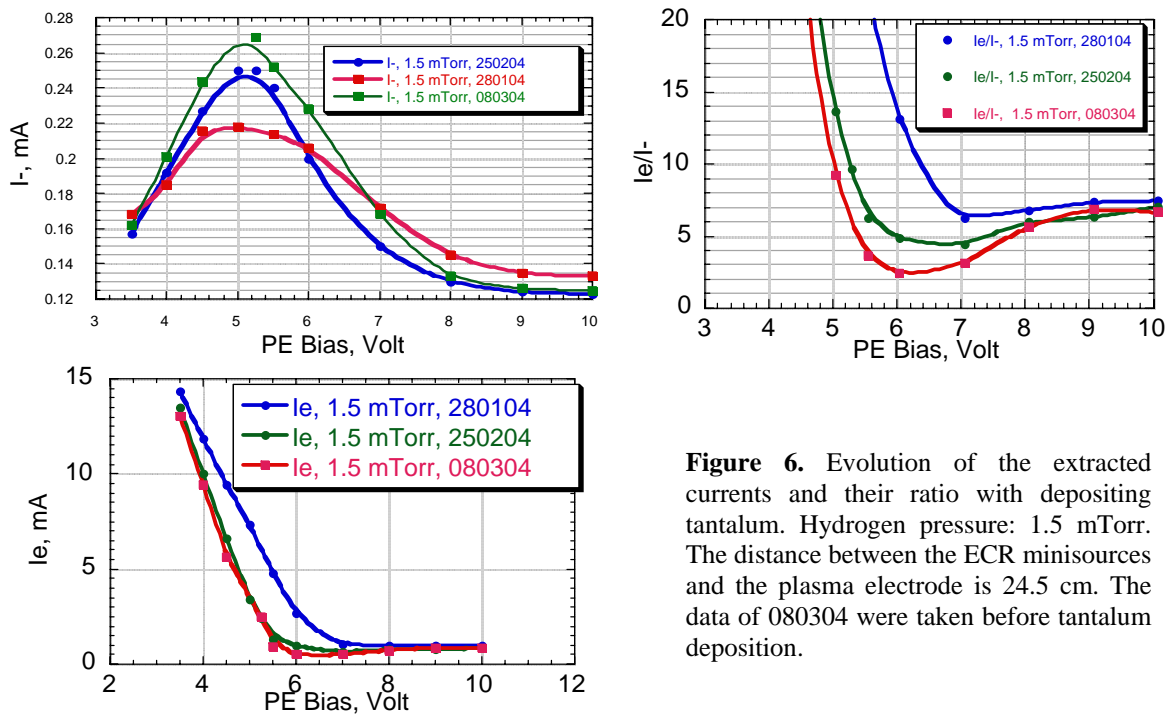 0.28
0.26
0.24
0.22
0.2
0.18
0.16
0.14
0.12
I-, mA
I-, 1.5 mTorr, 250204
I-, 1.5 mTorr, 280104
I-, 1.5 mTorr, 080304
3 4 5 6 7 8 9 10
PE Bias, Volt
20
15
10
5
0
Ie/I-
Ie/I-, 1.5 mTorr, 280104
Ie/I-, 1.5 mTorr, 250204
Ie/I-, 1.5 mTorr, 080304
3 4 5 6 7 8 9 10
PE Bias, Volt
15
10
5
0
Ie, mA
Ie, 1.5 mTorr, 280104
Ie, 1.5 mTorr, 250204
Ie, 1.5 mTorr, 080304
2 4 6 8 10 12
PE Bias, Volt
Figure 6. Evolution of the extracted
currents and their ratio with depositing
tantalum. Hydrogen pressure: 1.5 mTorr.
The distance between the ECR minisources
and the plasma electrode is 24.5 cm. The
data of 080304 were taken before tantalum
deposition.